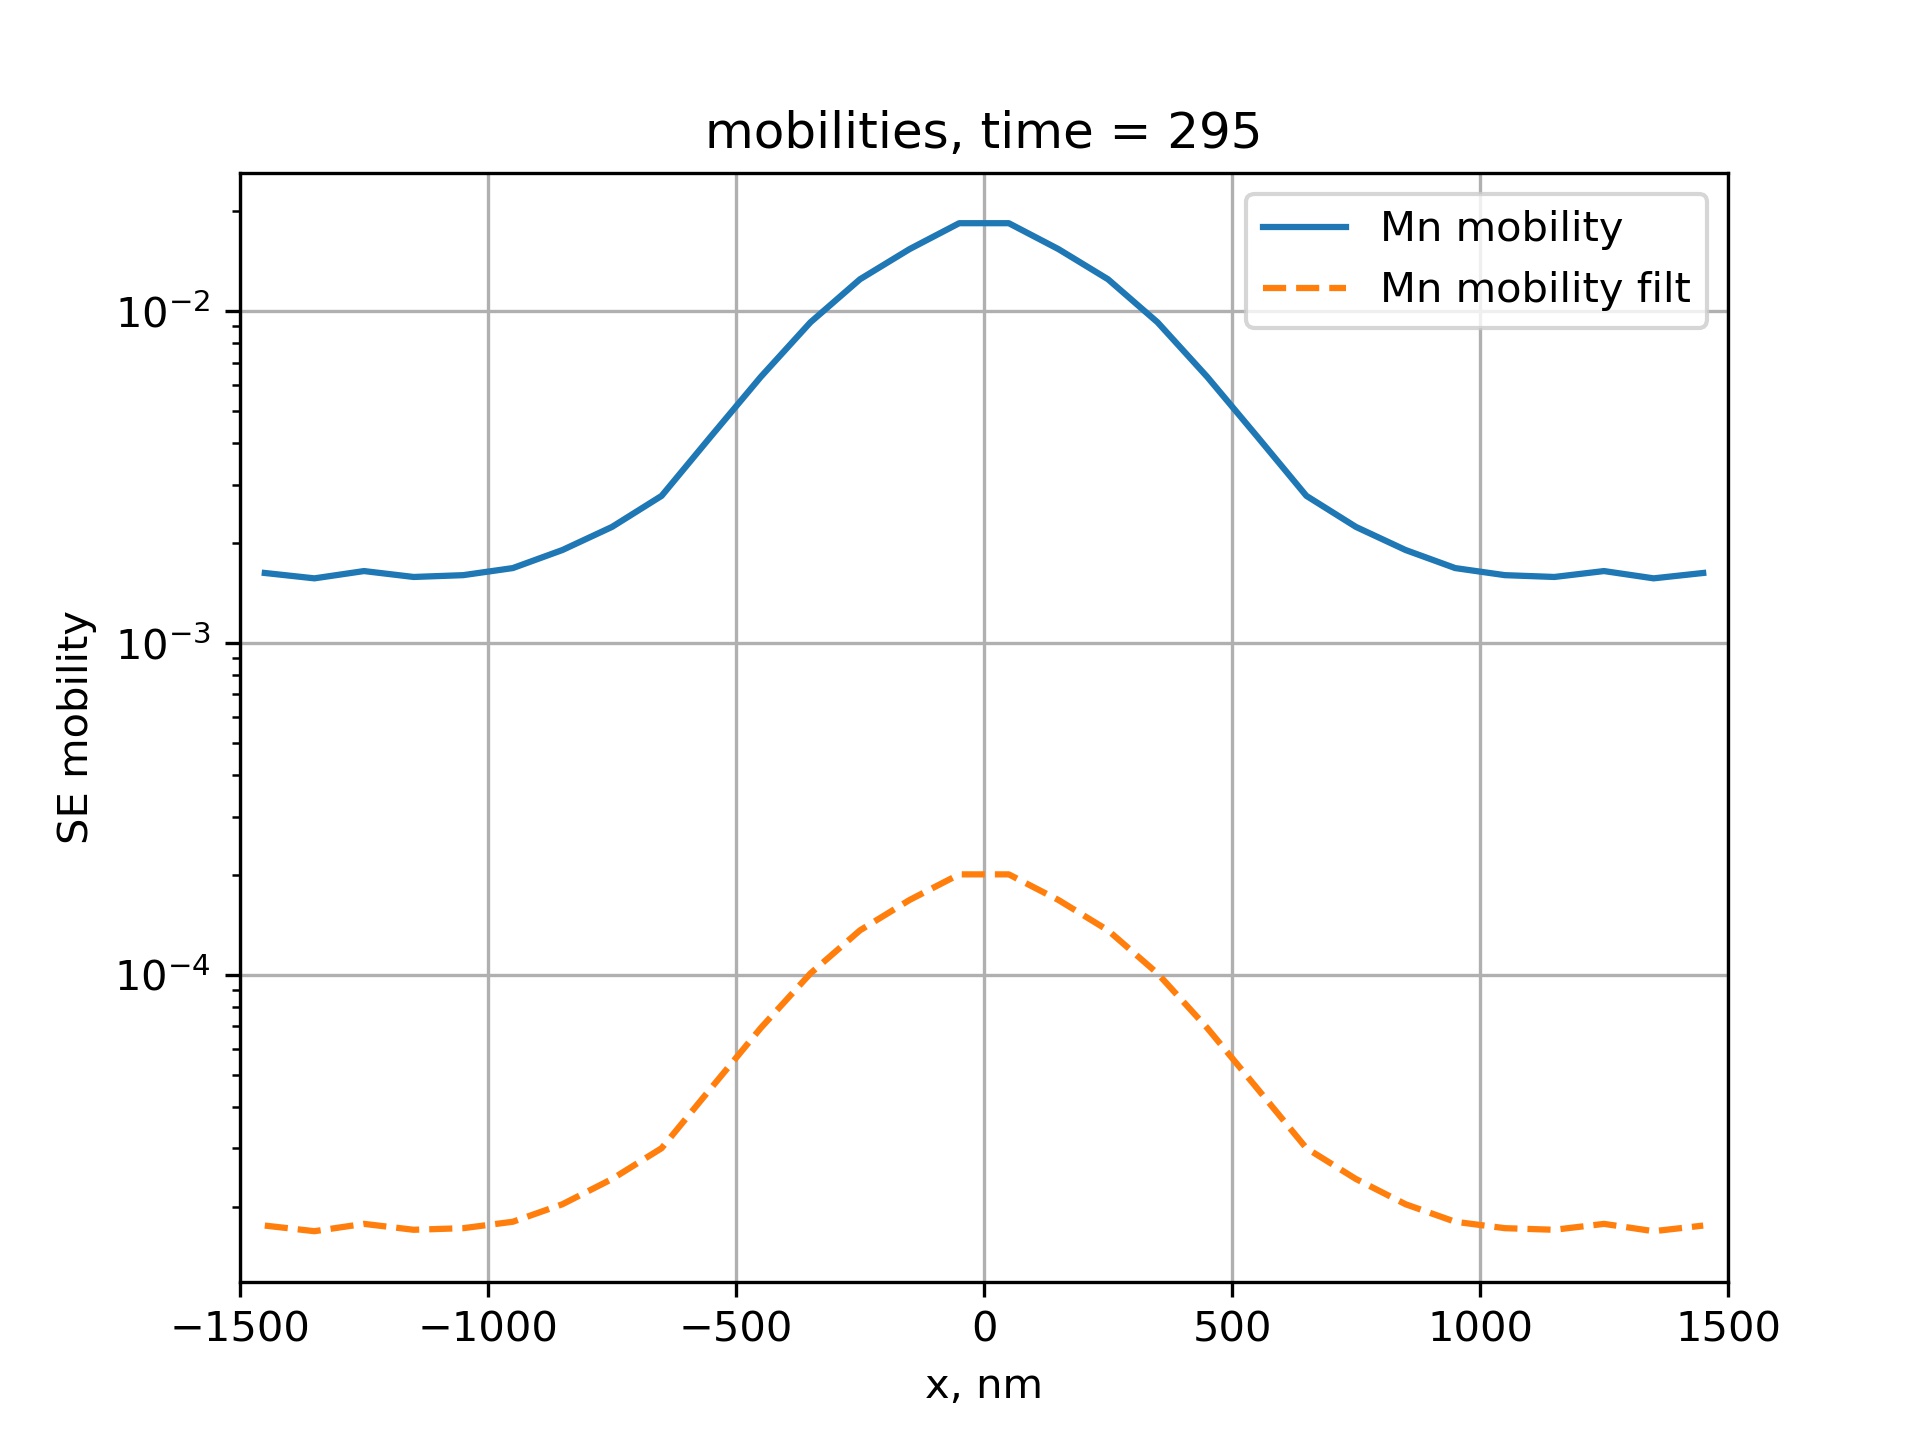 mobilities, time = 295
Mn mobility
Mn mobility filt
10⁻²
10⁻³
10⁻⁴
SE mobility
−1500 −1000 −500 0 500 1000 1500
x, nm